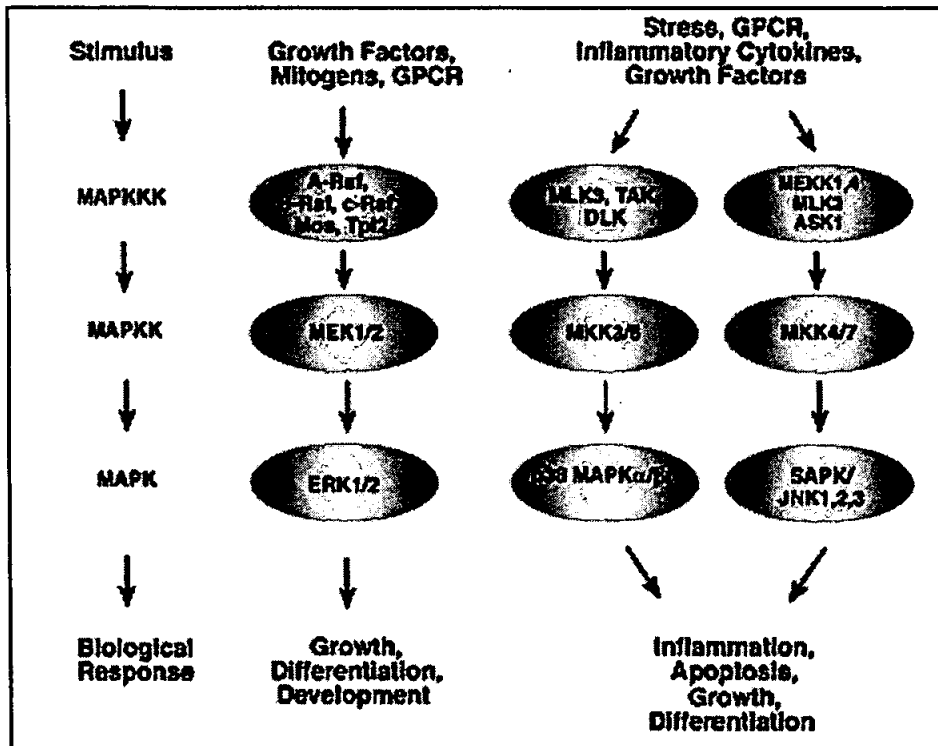 Stimulus
MAPKKK
MAPKK
MAPK
Biological
Response
Growth Factors,
Mitogens, GPCR
A-Raf,
-Raf, c-Raf
Mos, Tpl2
MEK1/2
ERK1/2
Growth,
Differentiation,
Development
Stress, GPCR,
Inflammatory Cytokines,
Growth Factors
MLK3, TAK
DLK
MKK3/6
p38 MAPKα/β
MEKK1,4
MLK3
ASK1
MKK4/7
SAPK/
JNK1,2,3
Inflammation,
Apoptosis,
Growth,
Differentiation